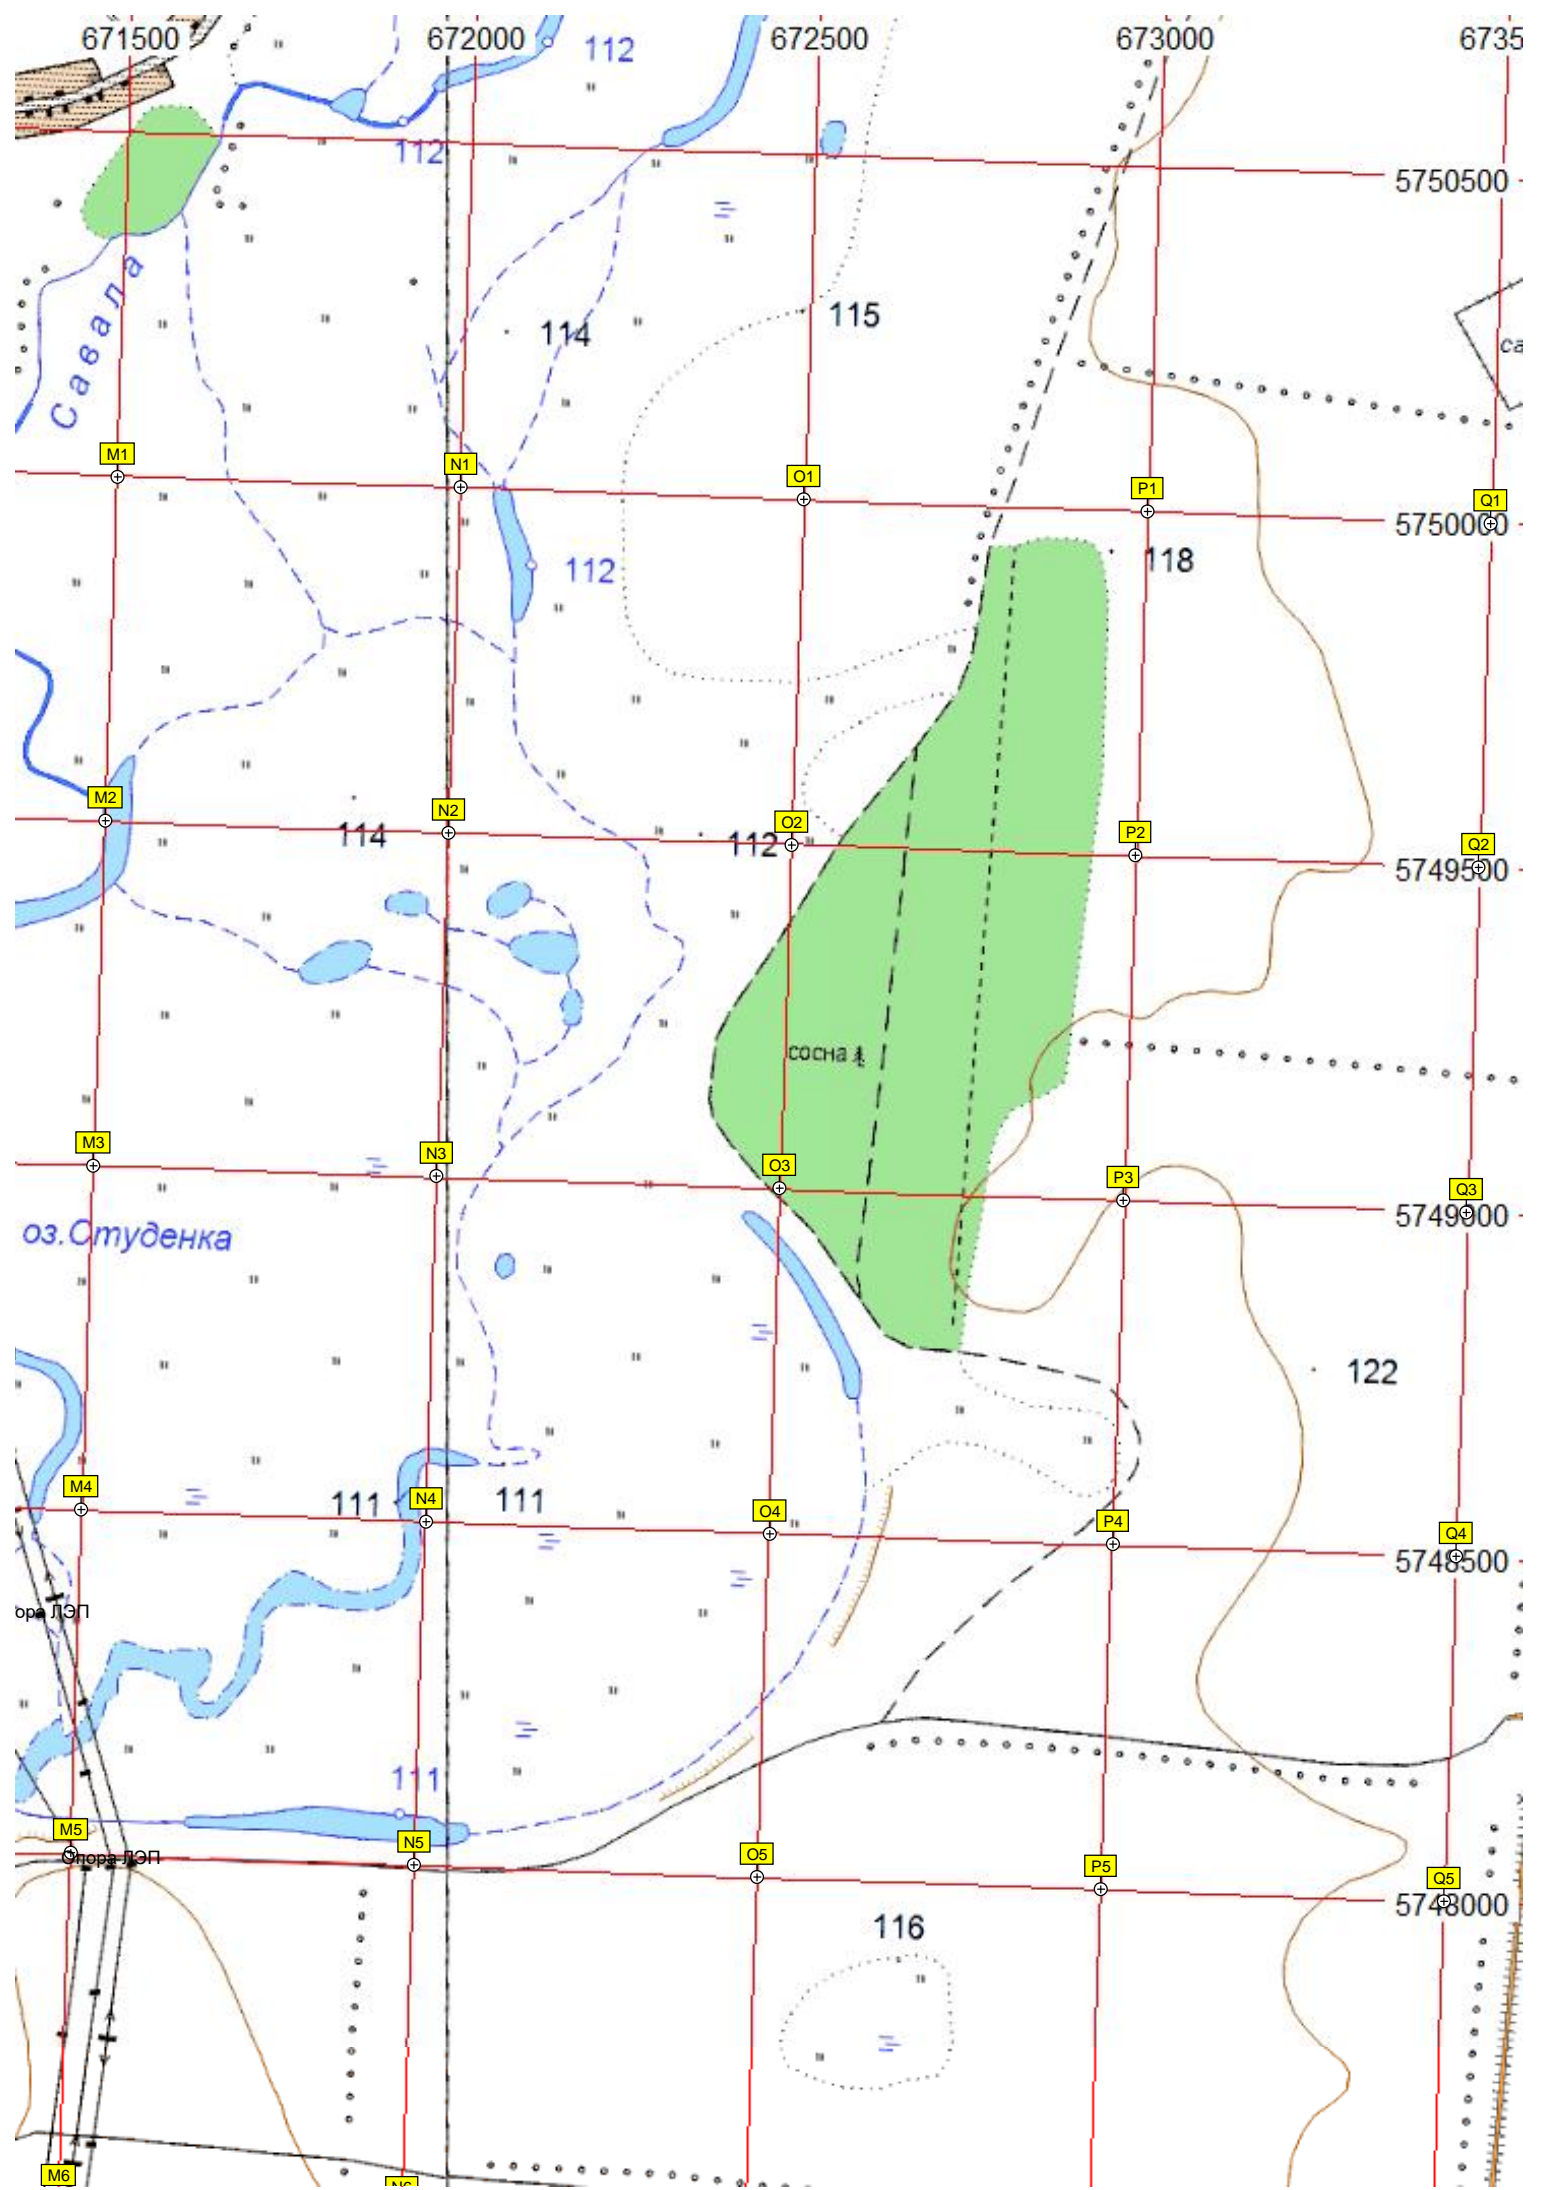 671500 672000 672500 673000 6735
112
112
5750500
Савала
115
114
са
M1
N1
O1
P1
Q1
5750000
118
112
M2
N2
O2
P2
Q2
114
112
5749500
сосна
M3
N3
O3
P3
Q3
5749000
оз.Студенка
122
M4
N4
O4
P4
Q4
111
111
5748500
ора ЛЭП
111
M5
N5
O5
P5
Q5
Опора ЛЭП
5748000
116
M6
N6